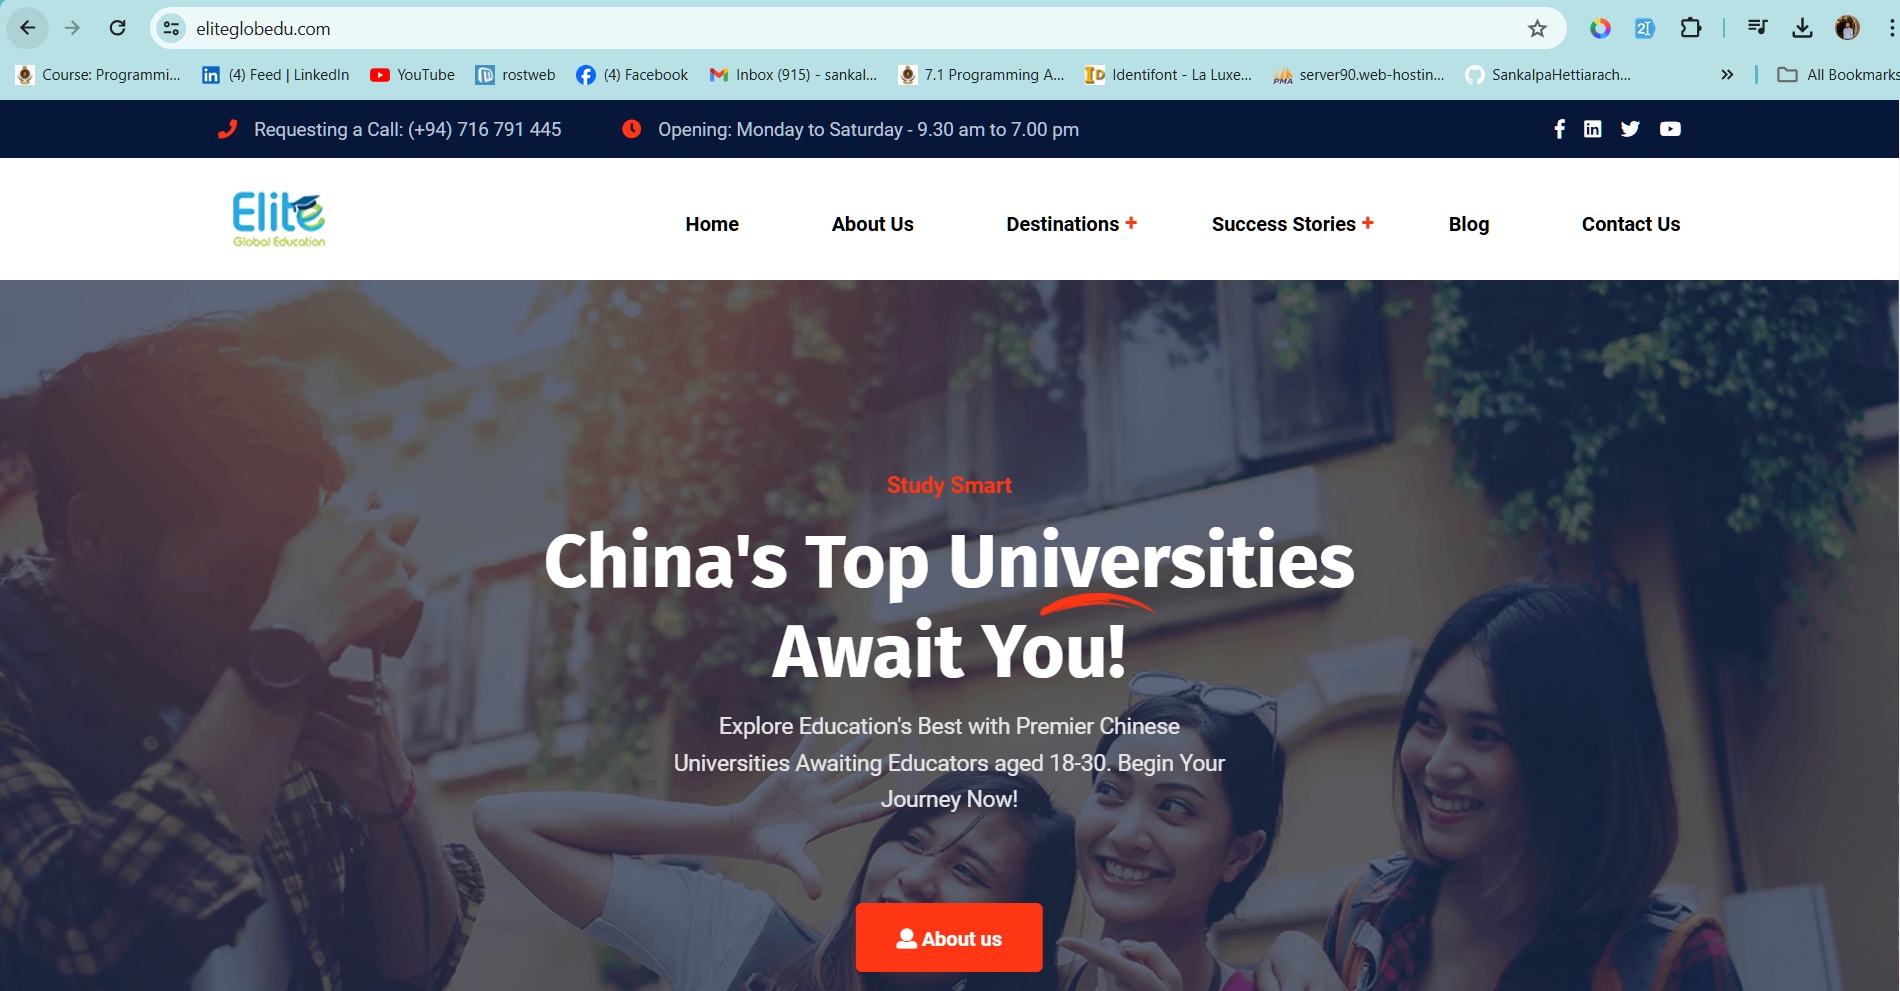 eliteglobedu.com
Course: Programmi...
(4) Feed | LinkedIn
YouTube
rostweb
(4) Facebook
Inbox (915) - sankal...
7.1 Programming A...
Identifont - La Luxe...
server90.web-hostin...
SankalpaHettiarach...
»
All Bookmarks
Requesting a Call: (+94) 716 791 445
Opening: Monday to Saturday - 9.30 am to 7.00 pm
Elite
Global Education
Home
About Us
Destinations +
Success Stories +
Blog
Contact Us
Study Smart
China's Top Universities
Await You!
Explore Education's Best with Premier Chinese
Universities Awaiting Educators aged 18-30. Begin Your
Journey Now!
About us